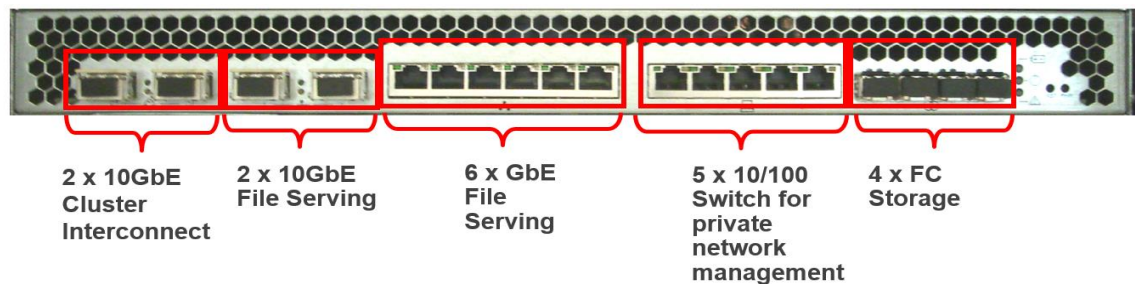 2 x 10GbE
Cluster
Interconnect
2 x 10GbE
File Serving
6 x GbE
File
Serving
5 x 10/100
Switch for
private
network
management
4 x FC
Storage